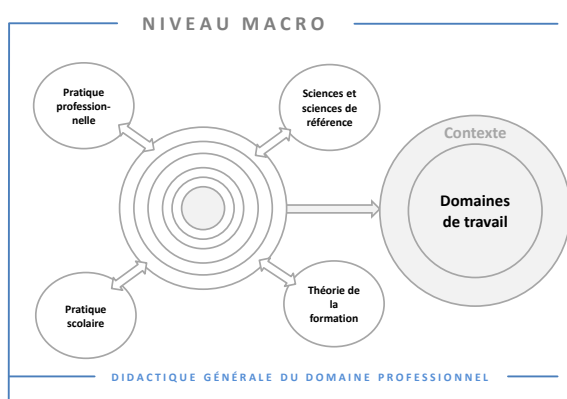 NIVEAU MACRO
Pratique
profession-
nelle
Sciences et
sciences de
référence
Contexte
Domaines
de travail
Pratique
scolaire
Théorie de
la
formation
DIDACTIQUE GÉNÉRALE DU DOMAINE PROFESSIONNEL